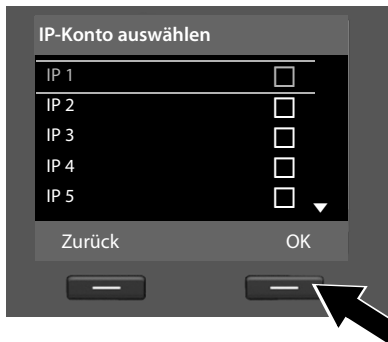 IP-Konto auswählen
IP 1
IP 2
IP 3
IP 4
IP 5
Zurück OK